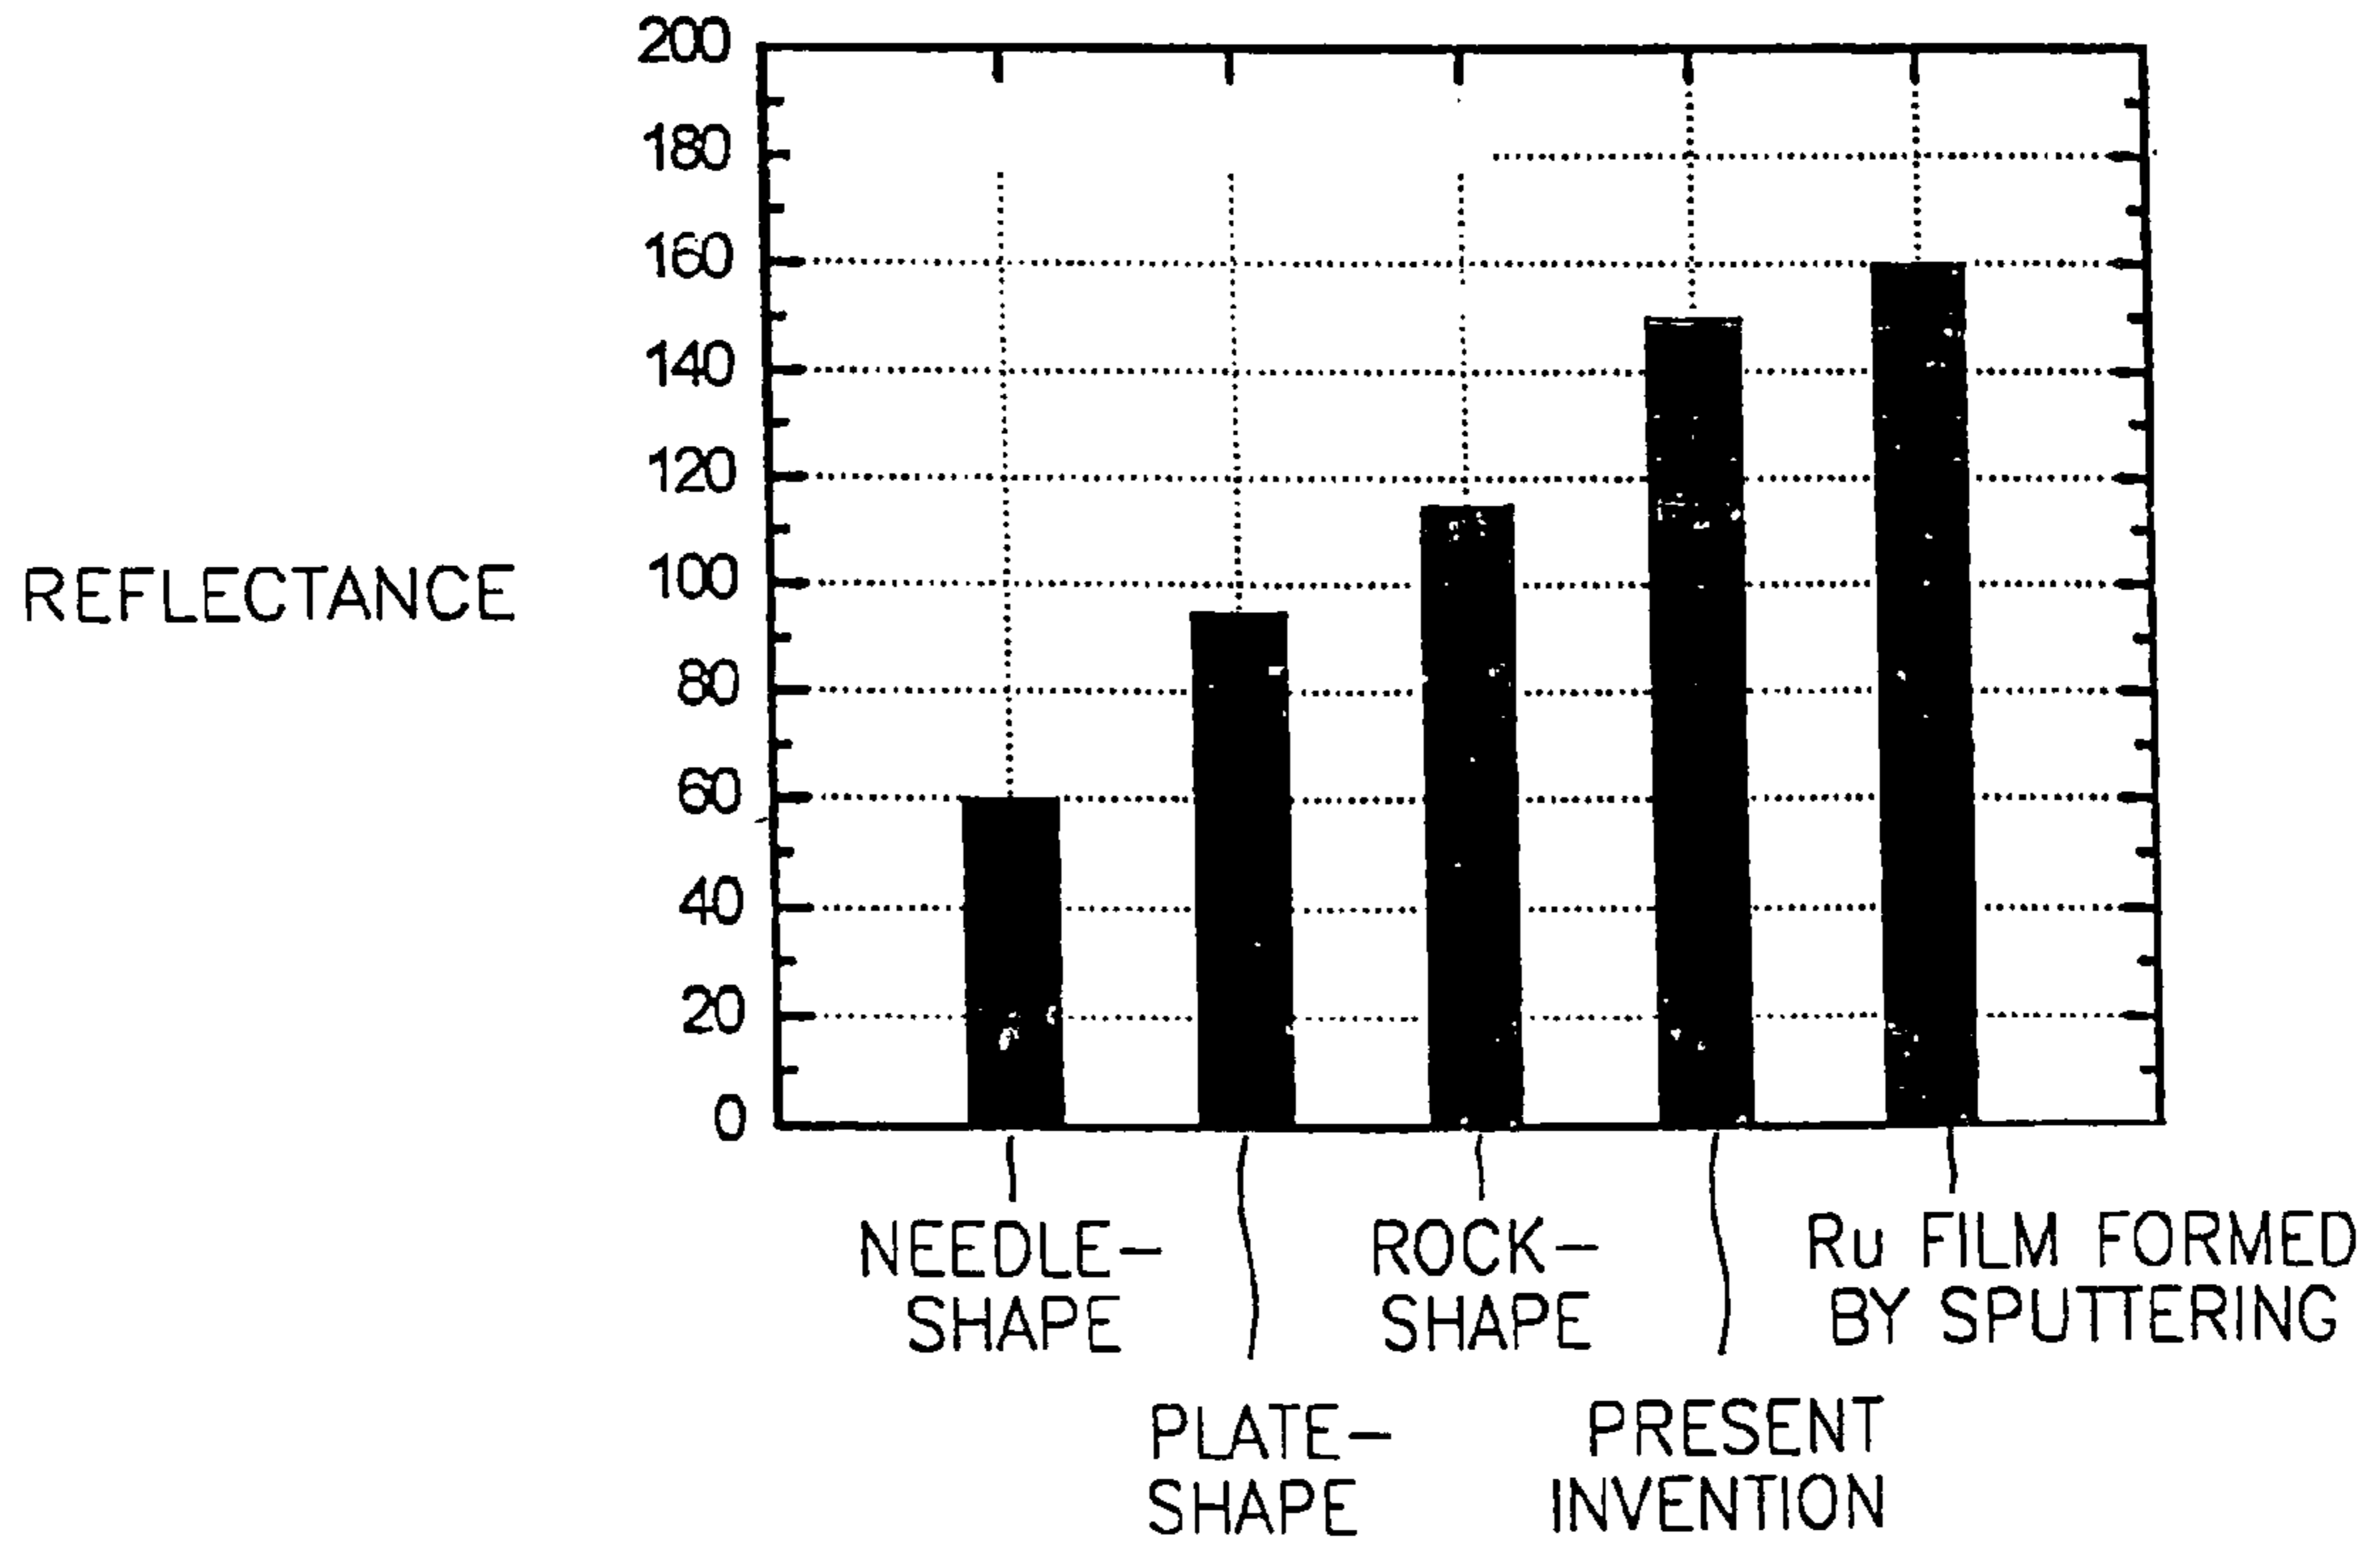 200
180
160
140
120
100
80
60
40
20
0
REFLECTANCE
NEEDLE-
SHAPE
PLATE-
SHAPE
ROCK-
SHAPE
PRESENT
INVENTION
Ru FILM FORMED
BY SPUTTERING